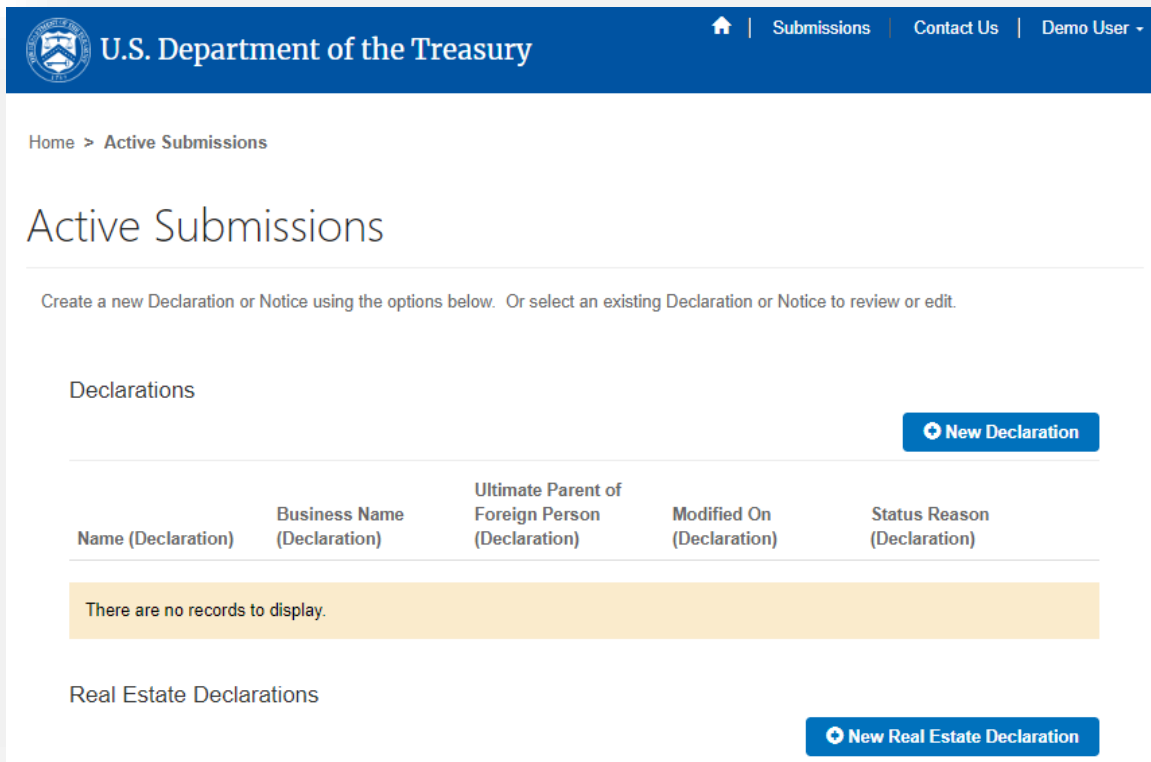 U.S. Department of the Treasury
Submissions | Contact Us | Demo User
Home > Active Submissions
Active Submissions
Create a new Declaration or Notice using the options below. Or select an existing Declaration or Notice to review or edit.
Declarations
New Declaration
Name (Declaration)
Business Name
(Declaration)
Ultimate Parent of
Foreign Person
(Declaration)
Modified On
(Declaration)
Status Reason
(Declaration)
There are no records to display.
Real Estate Declarations
New Real Estate Declaration